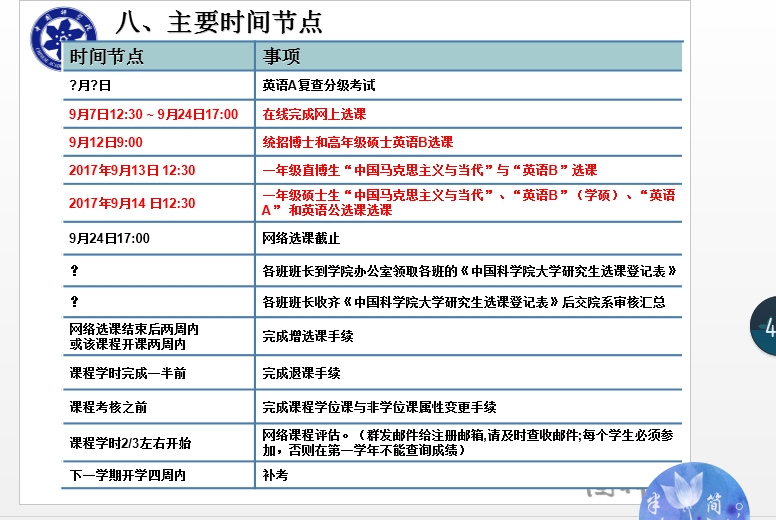 八、主要时间节点
时间节点 事项
?月?日 英语A复查分级考试
9月7日12:30 ~ 9月24日17:00 在线完成网上选课
9月12日9:00 统招博士和高年级硕士英语B选课
2017年9月13日 12:30 一年级直博生“中国马克思主义与当代”与“英语B”选课
2017年9月14 日12:30 一年级硕士生“中国马克思主义与当代”、“英语B”(学硕)、“英语
A” 和英语公选课选课
9月24日17:00 网络选课截止
? 各班班长到学院办公室领取各班的《中国科学院大学研究生选课登记表》
? 各班班长收齐《中国科学院大学研究生选课登记表》后交院系审核汇总
网络选课结束后两周内
或该课程开课两周内 完成增选课手续
课程学时完成一半前 完成退课手续
课程考核之前 完成课程学位课与非学位课属性变更手续
课程学时2/3左右开始 网络课程评估。(群发邮件给注册邮箱,请及时查收邮件;每个学生必须参
加,否则在第一学年不能查询成绩)
下一学期开学四周内 补考
4
半 简